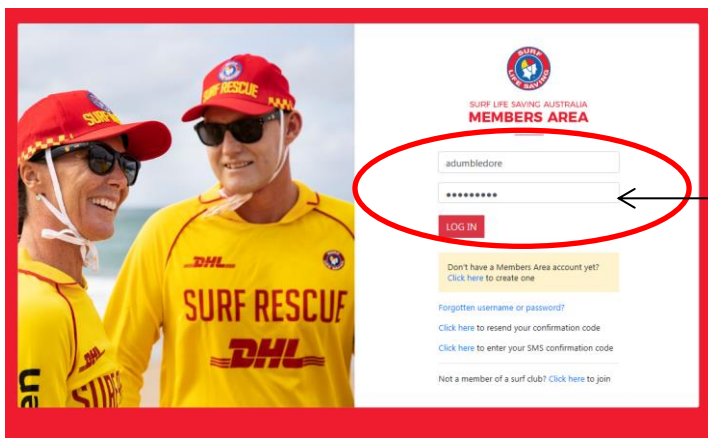 SURF RESCUE
SURF
DHL
SURF RESCUE
DHL
SURF
SURF
LIFE SAVING
SURF LIFE SAVING AUSTRALIA
MEMBERS AREA
adumbledore
•••••••••
LOG IN
Don't have a Members Area account yet?
Click here to create one
Forgotten username or password?
Click here to resend your confirmation code
Click here to enter your SMS confirmation code
Not a member of a surf club? Click here to join